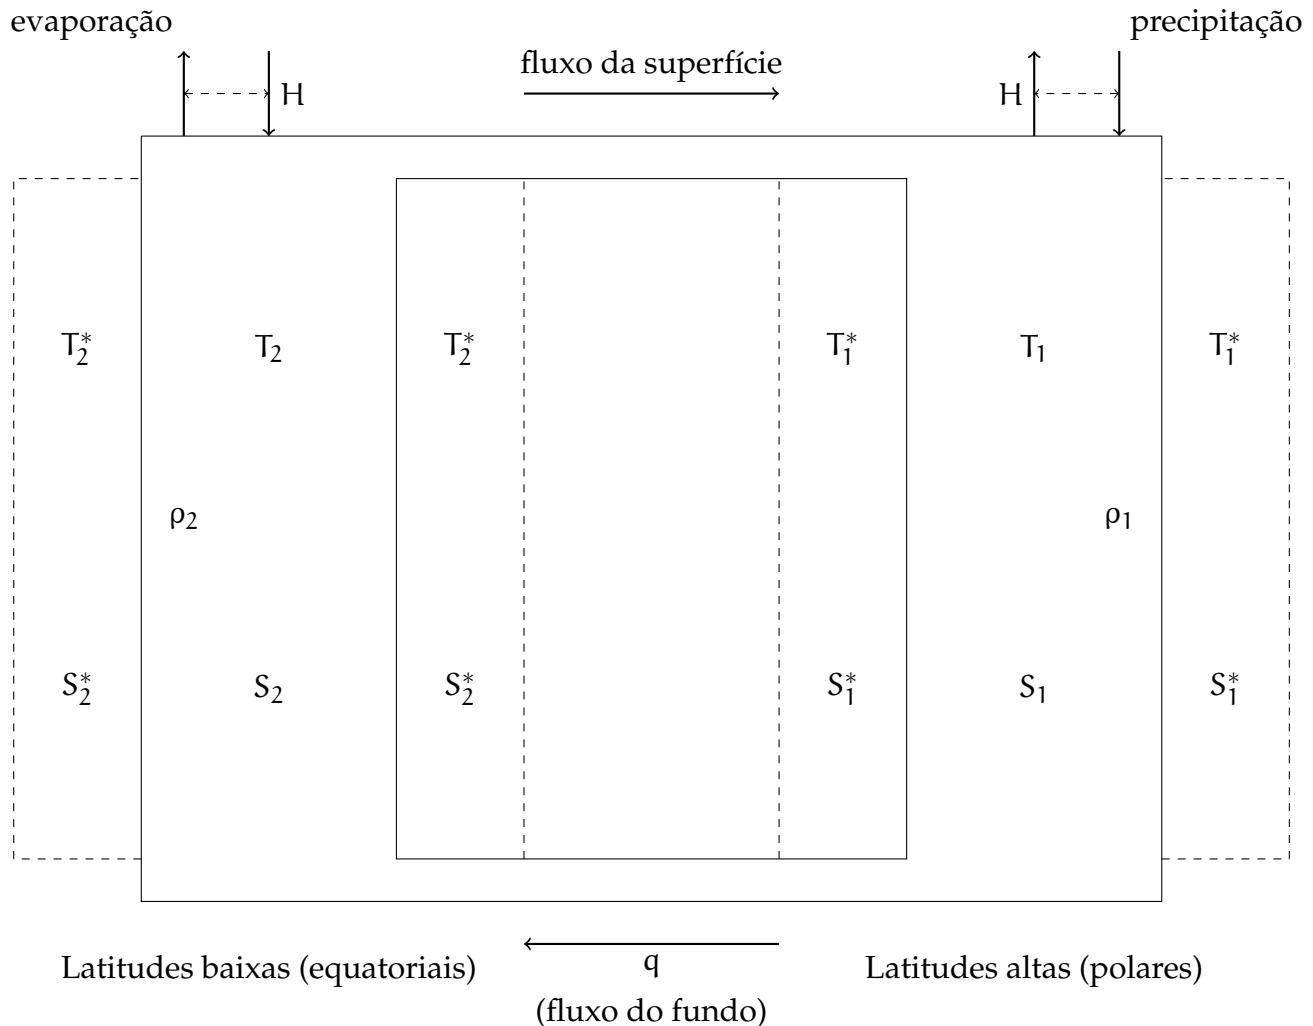 evaporação
precipitação
fluxo da superfície
H
H
T₂*
T₂
T₂*
T₁*
T₁
T₁*
ρ₂
ρ₁
S₂*
S₂
S₂*
S₁*
S₁
S₁*
Latitudes baixas (equatoriais)
q
Latitudes altas (polares)
(fluxo do fundo)